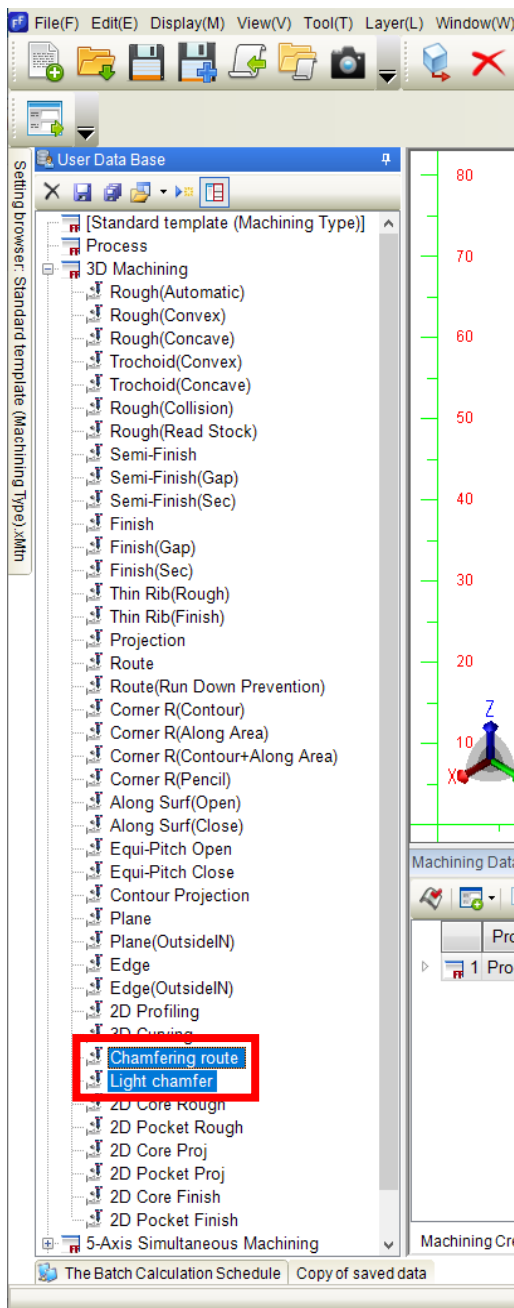 File(F) Edit(E) Display(M) View(V) Tool(T) Layer(L) Window(W)
Setting browser: Standard template (Machining Type).xMtn
User Data Base
[Standard template (Machining Type)]
Process
3D Machining
Rough(Automatic)
Rough(Convex)
Rough(Concave)
Trochoid(Convex)
Trochoid(Concave)
Rough(Collision)
Rough(Read Stock)
Semi-Finish
Semi-Finish(Gap)
Semi-Finish(Sec)
Finish
Finish(Gap)
Finish(Sec)
Thin Rib(Rough)
Thin Rib(Finish)
Projection
Route
Route(Run Down Prevention)
Corner R(Contour)
Corner R(Along Area)
Corner R(Contour+Along Area)
Corner R(Pencil)
Along Surf(Open)
Along Surf(Close)
Equi-Pitch Open
Equi-Pitch Close
Contour Projection
Plane
Plane(OutsideIN)
Edge
Edge(OutsideIN)
2D Profiling
3D Curving
Chamfering route
Light chamfer
2D Core Rough
2D Pocket Rough
2D Core Proj
2D Pocket Proj
2D Core Finish
2D Pocket Finish
5-Axis Simultaneous Machining
The Batch Calculation Schedule Copy of saved data
80
70
60
50
40
30
20
10
Z
X
Machining Data
Pro
1 Pro
Machining Cre